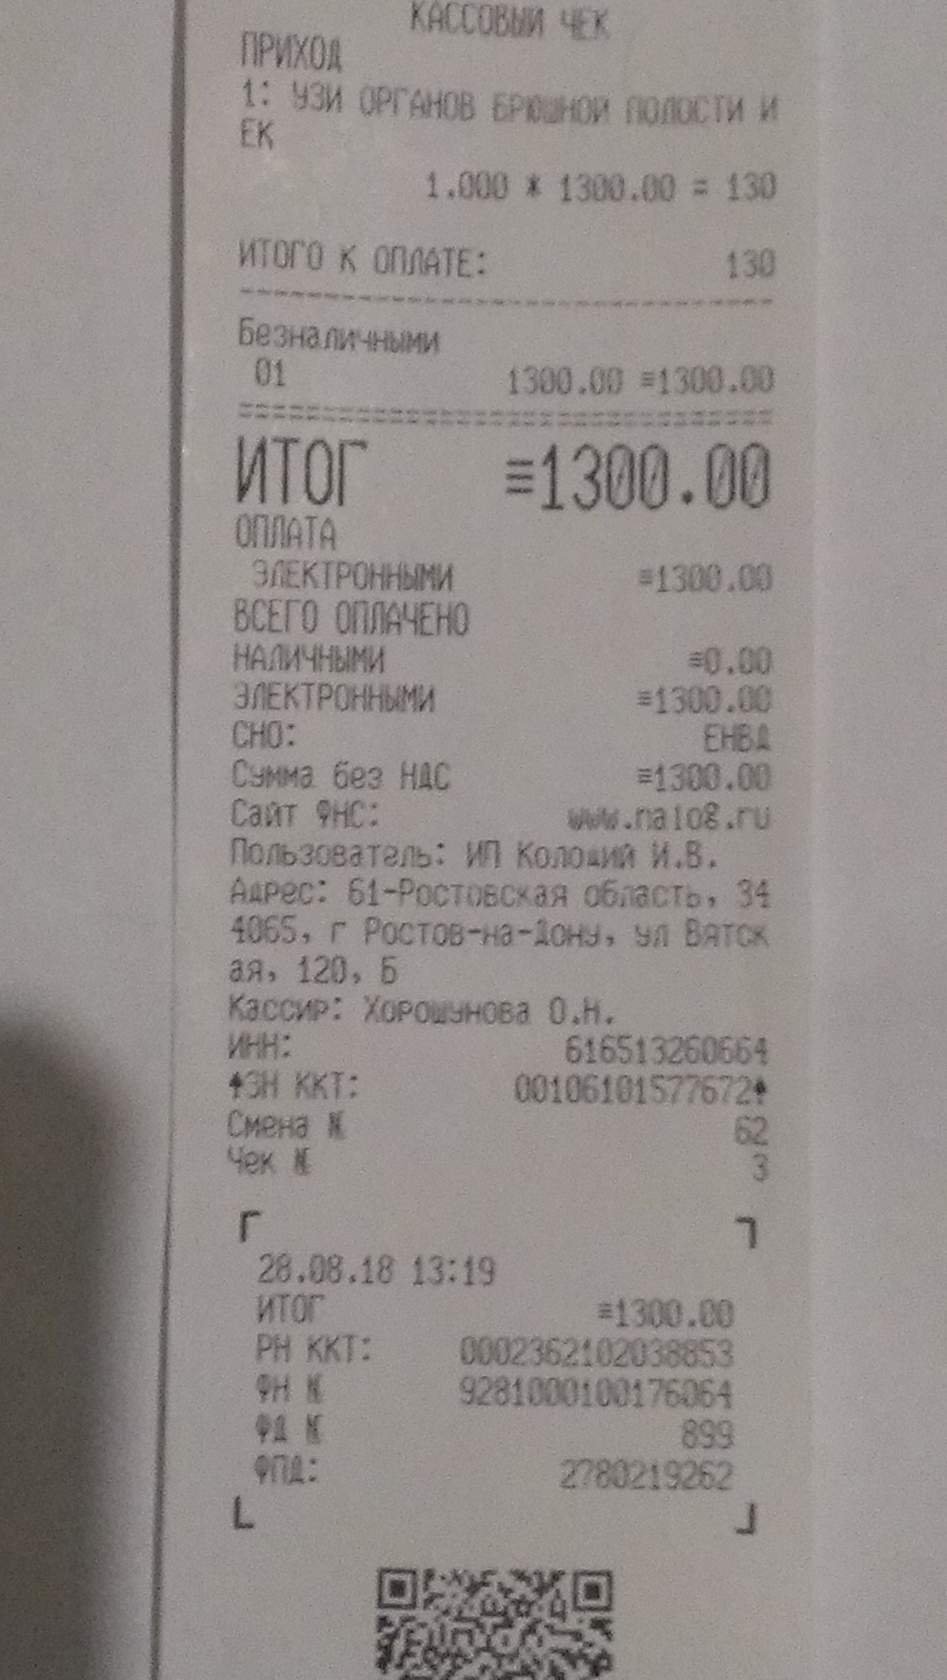 КАССОВЫЙ ЧЕК
ПРИХОД
1: УЗИ ОРГАНОВ БРЮШНОЙ ПОЛОСТИ И
ЕК
1.000 * 1300.00 = 130
ИТОГО К ОПЛАТЕ: 130
Безналичными
01 1300.00 ≡1300.00
ИТОГ ≡1300.00
ОПЛАТА
ЭЛЕКТРОННЫМИ ≡1300.00
ВСЕГО ОПЛАЧЕНО
НАЛИЧНЫМИ ≡0.00
ЭЛЕКТРОННЫМИ ≡1300.00
СНО: ЕНВД
Сумма без НДС ≡1300.00
Сайт ФНС: www.nalog.ru
Пользователь: ИП Колодий И.В.
Адрес: 61-Ростовская область, 34
4065, г Ростов-на-Дону, ул Вятск
ая, 120, Б
Кассир: Хорошунова О.Н.
ИНН: 616513260664
ЗН ККТ: 00106101577672
Смена № 62
Чек № 3
28.08.18 13:19
ИТОГ ≡1300.00
РН ККТ: 0002362102038853
ФН № 9281000100176064
ФД № 899
ФПД: 2780219262